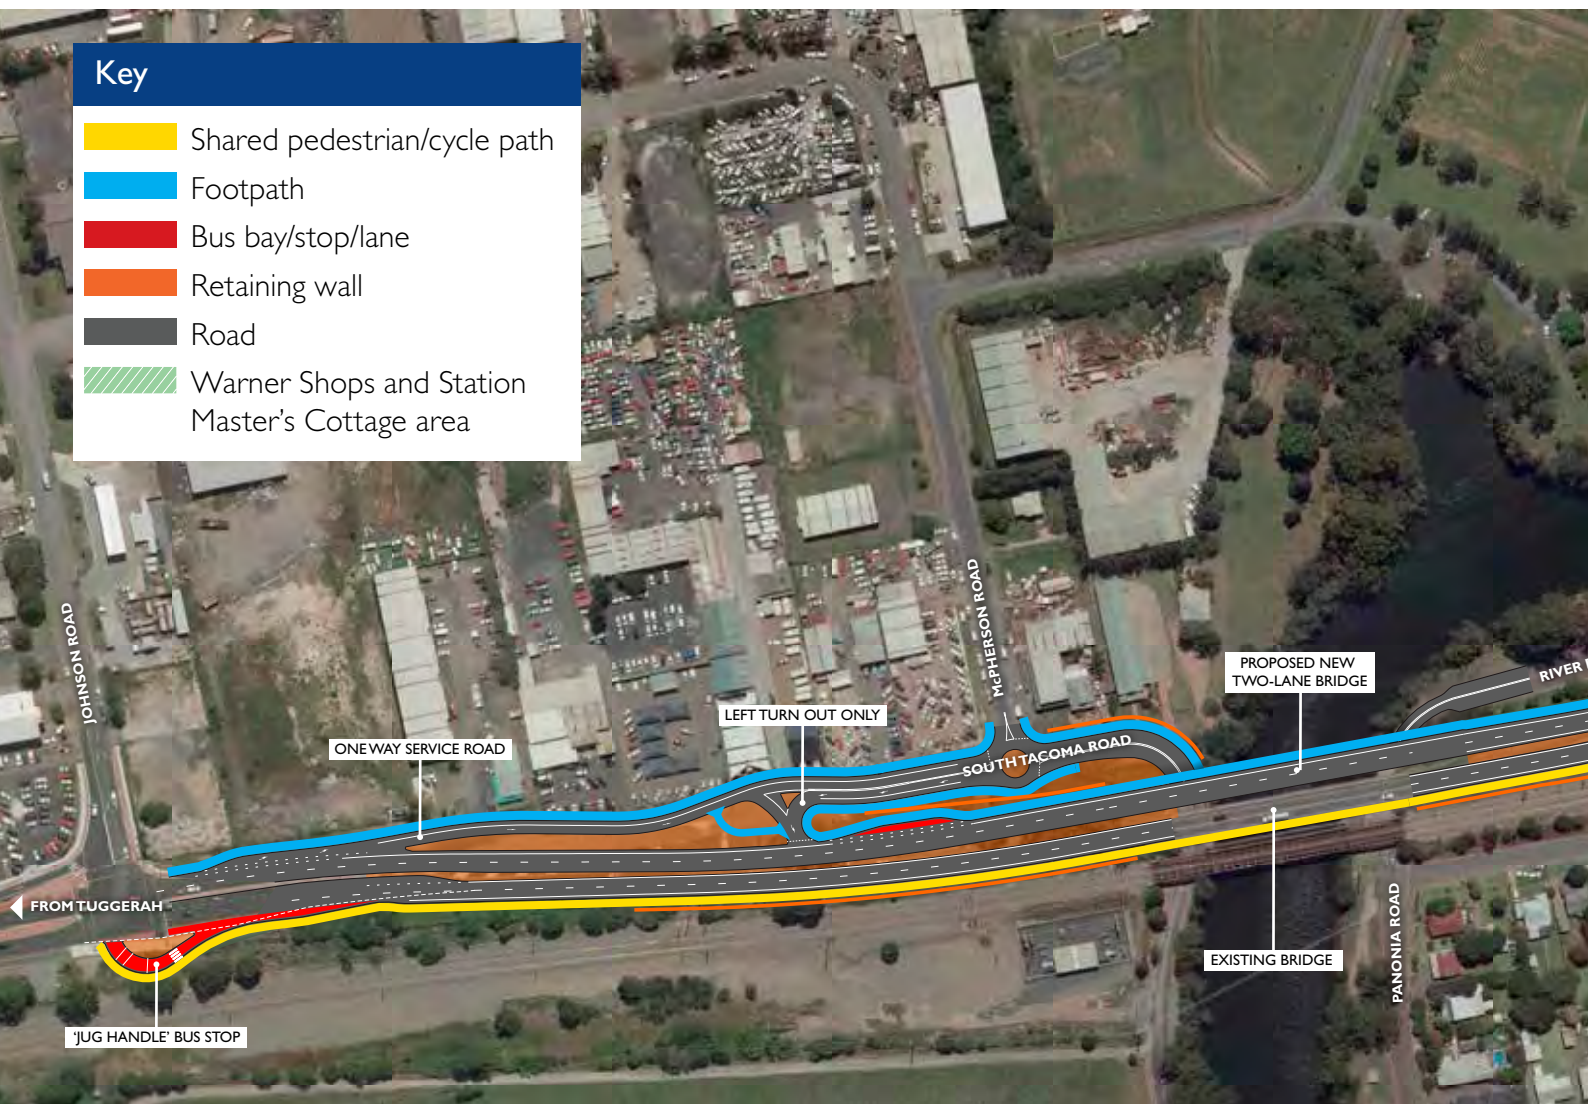 Key
Shared pedestrian/cycle path
Footpath
Bus bay/stop/lane
Retaining wall
Road
Warner Shops and Station
Master's Cottage area
JOHNSON ROAD
McPHERSON ROAD
PROPOSED NEW
TWO-LANE BRIDGE
RIVER
LEFT TURN OUT ONLY
ONE WAY SERVICE ROAD
SOUTH TACOMA ROAD
FROM TUGGERAH
EXISTING BRIDGE
PANONIA ROAD
'JUG HANDLE' BUS STOP